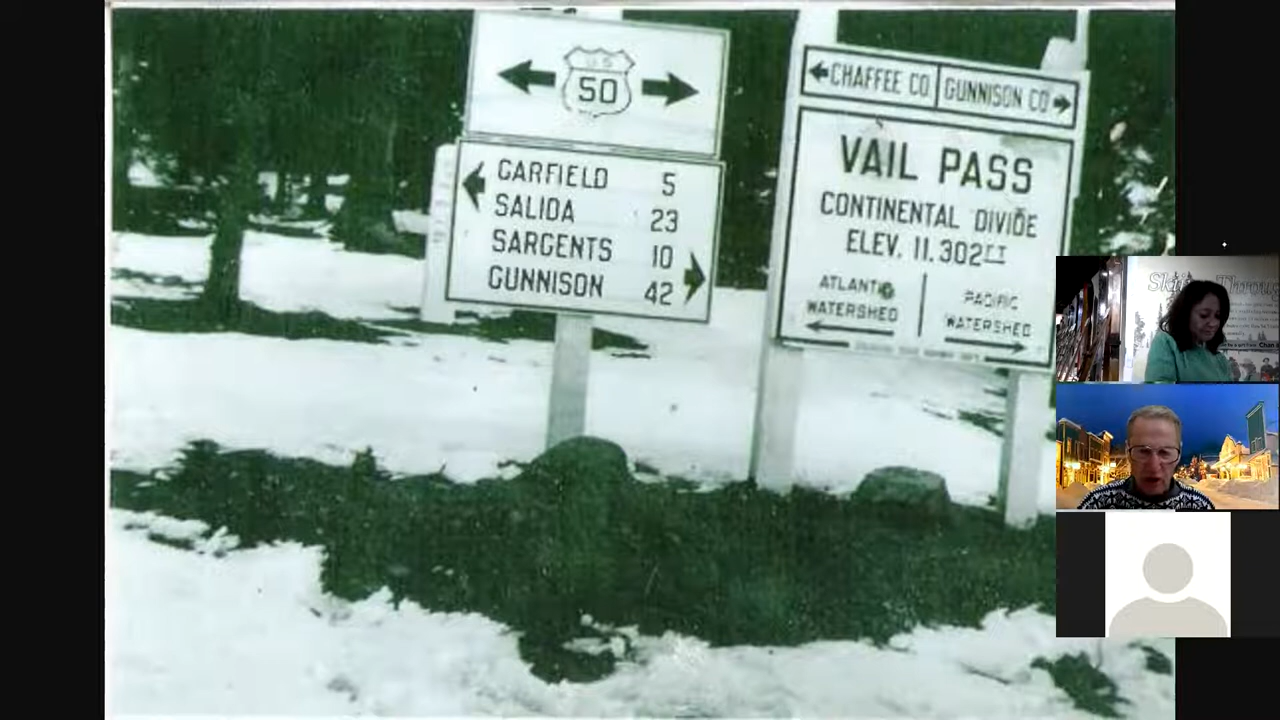 U S
50
GARFIELD 5
SALIDA 23
SARGENTS 10
GUNNISON 42
CHAFFEE CO GUNNISON CO
VAIL PASS
CONTINENTAL DIVIDE
ELEV. 11,302 FT
ATLANTIC WATERSHED
PACIFIC WATERSHED